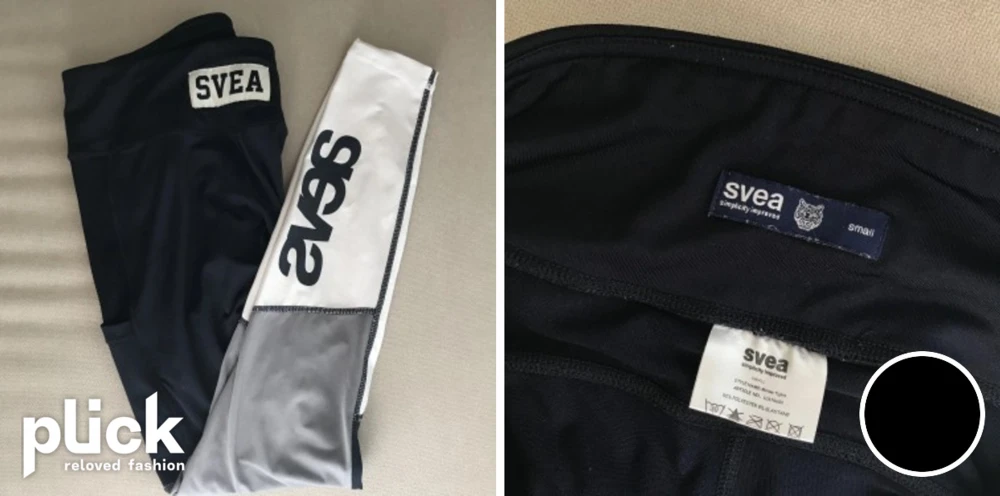 SVEA
svea
plick
reloved fashion
svea
simplicity improved
small
svea
simplicity improved